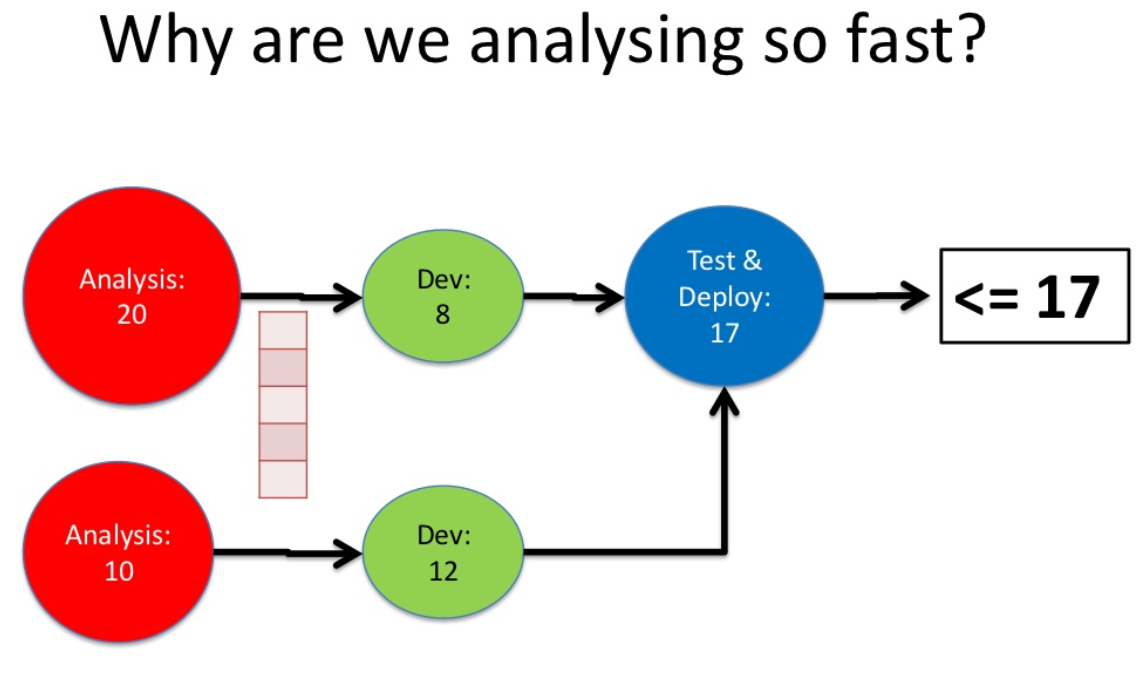 Why are we analysing so fast?
Analysis:
20
Dev:
8
Test &
Deploy:
17
<= 17
Analysis:
10
Dev:
12